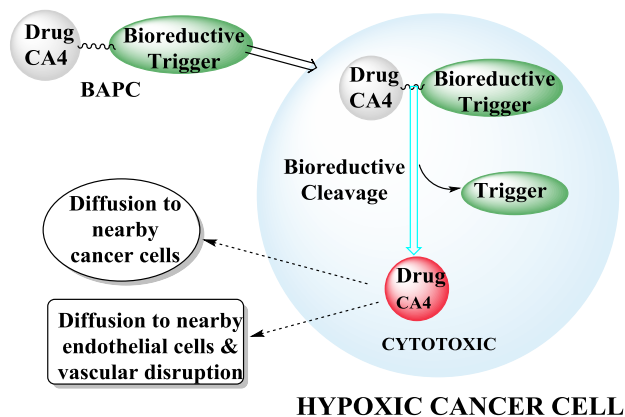 Drug
CA4
Bioreductive
Trigger
BAPC
Drug
CA4
Bioreductive
Trigger
Bioreductive
Cleavage
Trigger
Diffusion to
nearby
cancer cells
Drug
CA4
Diffusion to nearby
endothelial cells &
vascular disruption
CYTOTOXIC
HYPOXIC CANCER CELL